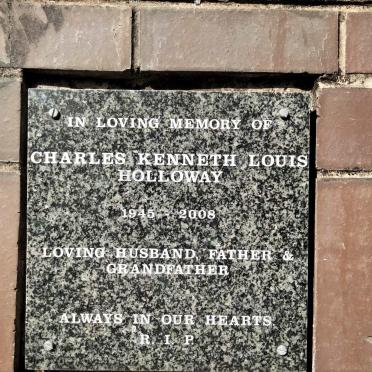 IN LOVING MEMORY OF
CHARLES KENNETH LOUIS
HOLLOWAY
1945 - 2008
LOVING HUSBAND, FATHER &
GRANDFATHER
ALWAYS IN OUR HEARTS
R. I. P